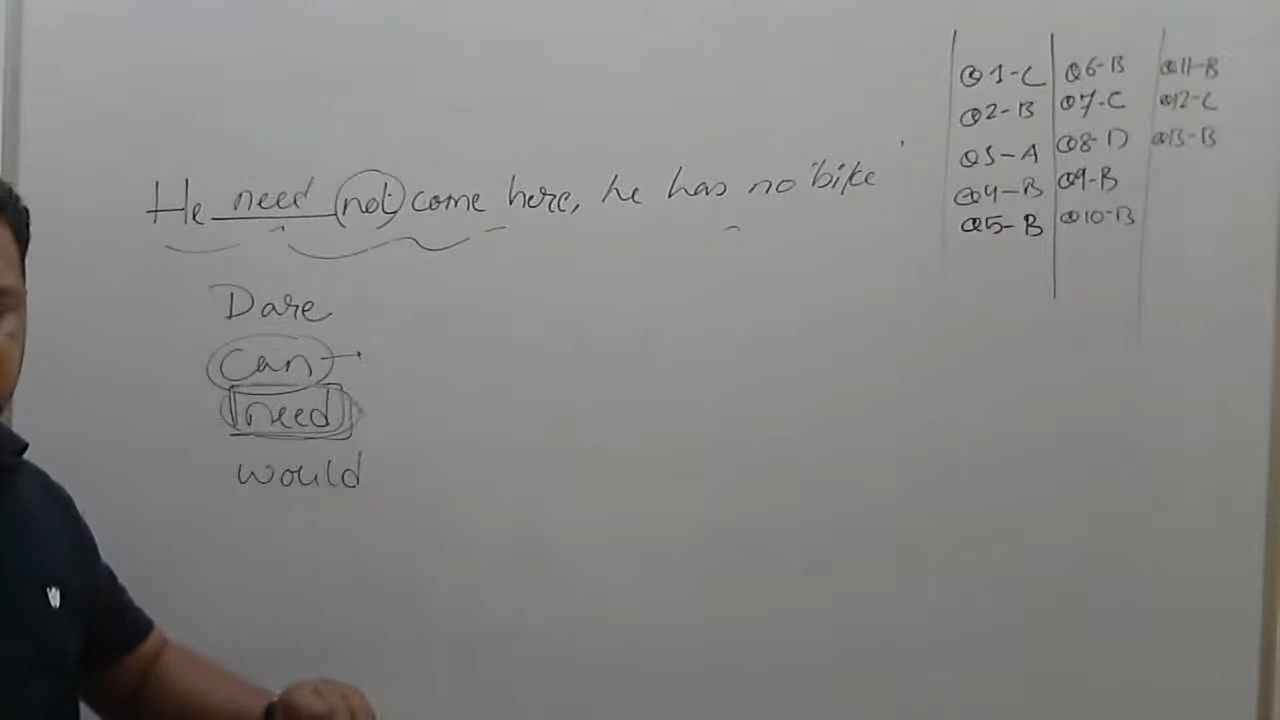 He need not come here, he has no bike
Dare
Can
need
would
Q1-C
Q2-B
Q3-A
Q4-B
Q5-B
Q6-B
Q7-C
Q8-D
Q9-B
Q10-B
Q11-B
Q12-C
Q13-B